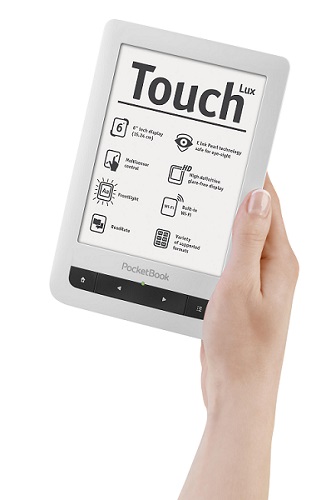 Touch Lux
6
6" inch display
(15,24 cm)
E Ink Pearl technology
safe for eye-sight
Multisensor
control
HD
High definition
glare-free display
Aa
Frontlight
Wi-Fi
Built-in
Wi-Fi
ReadRate
Variety
of supported
formats
PocketBook